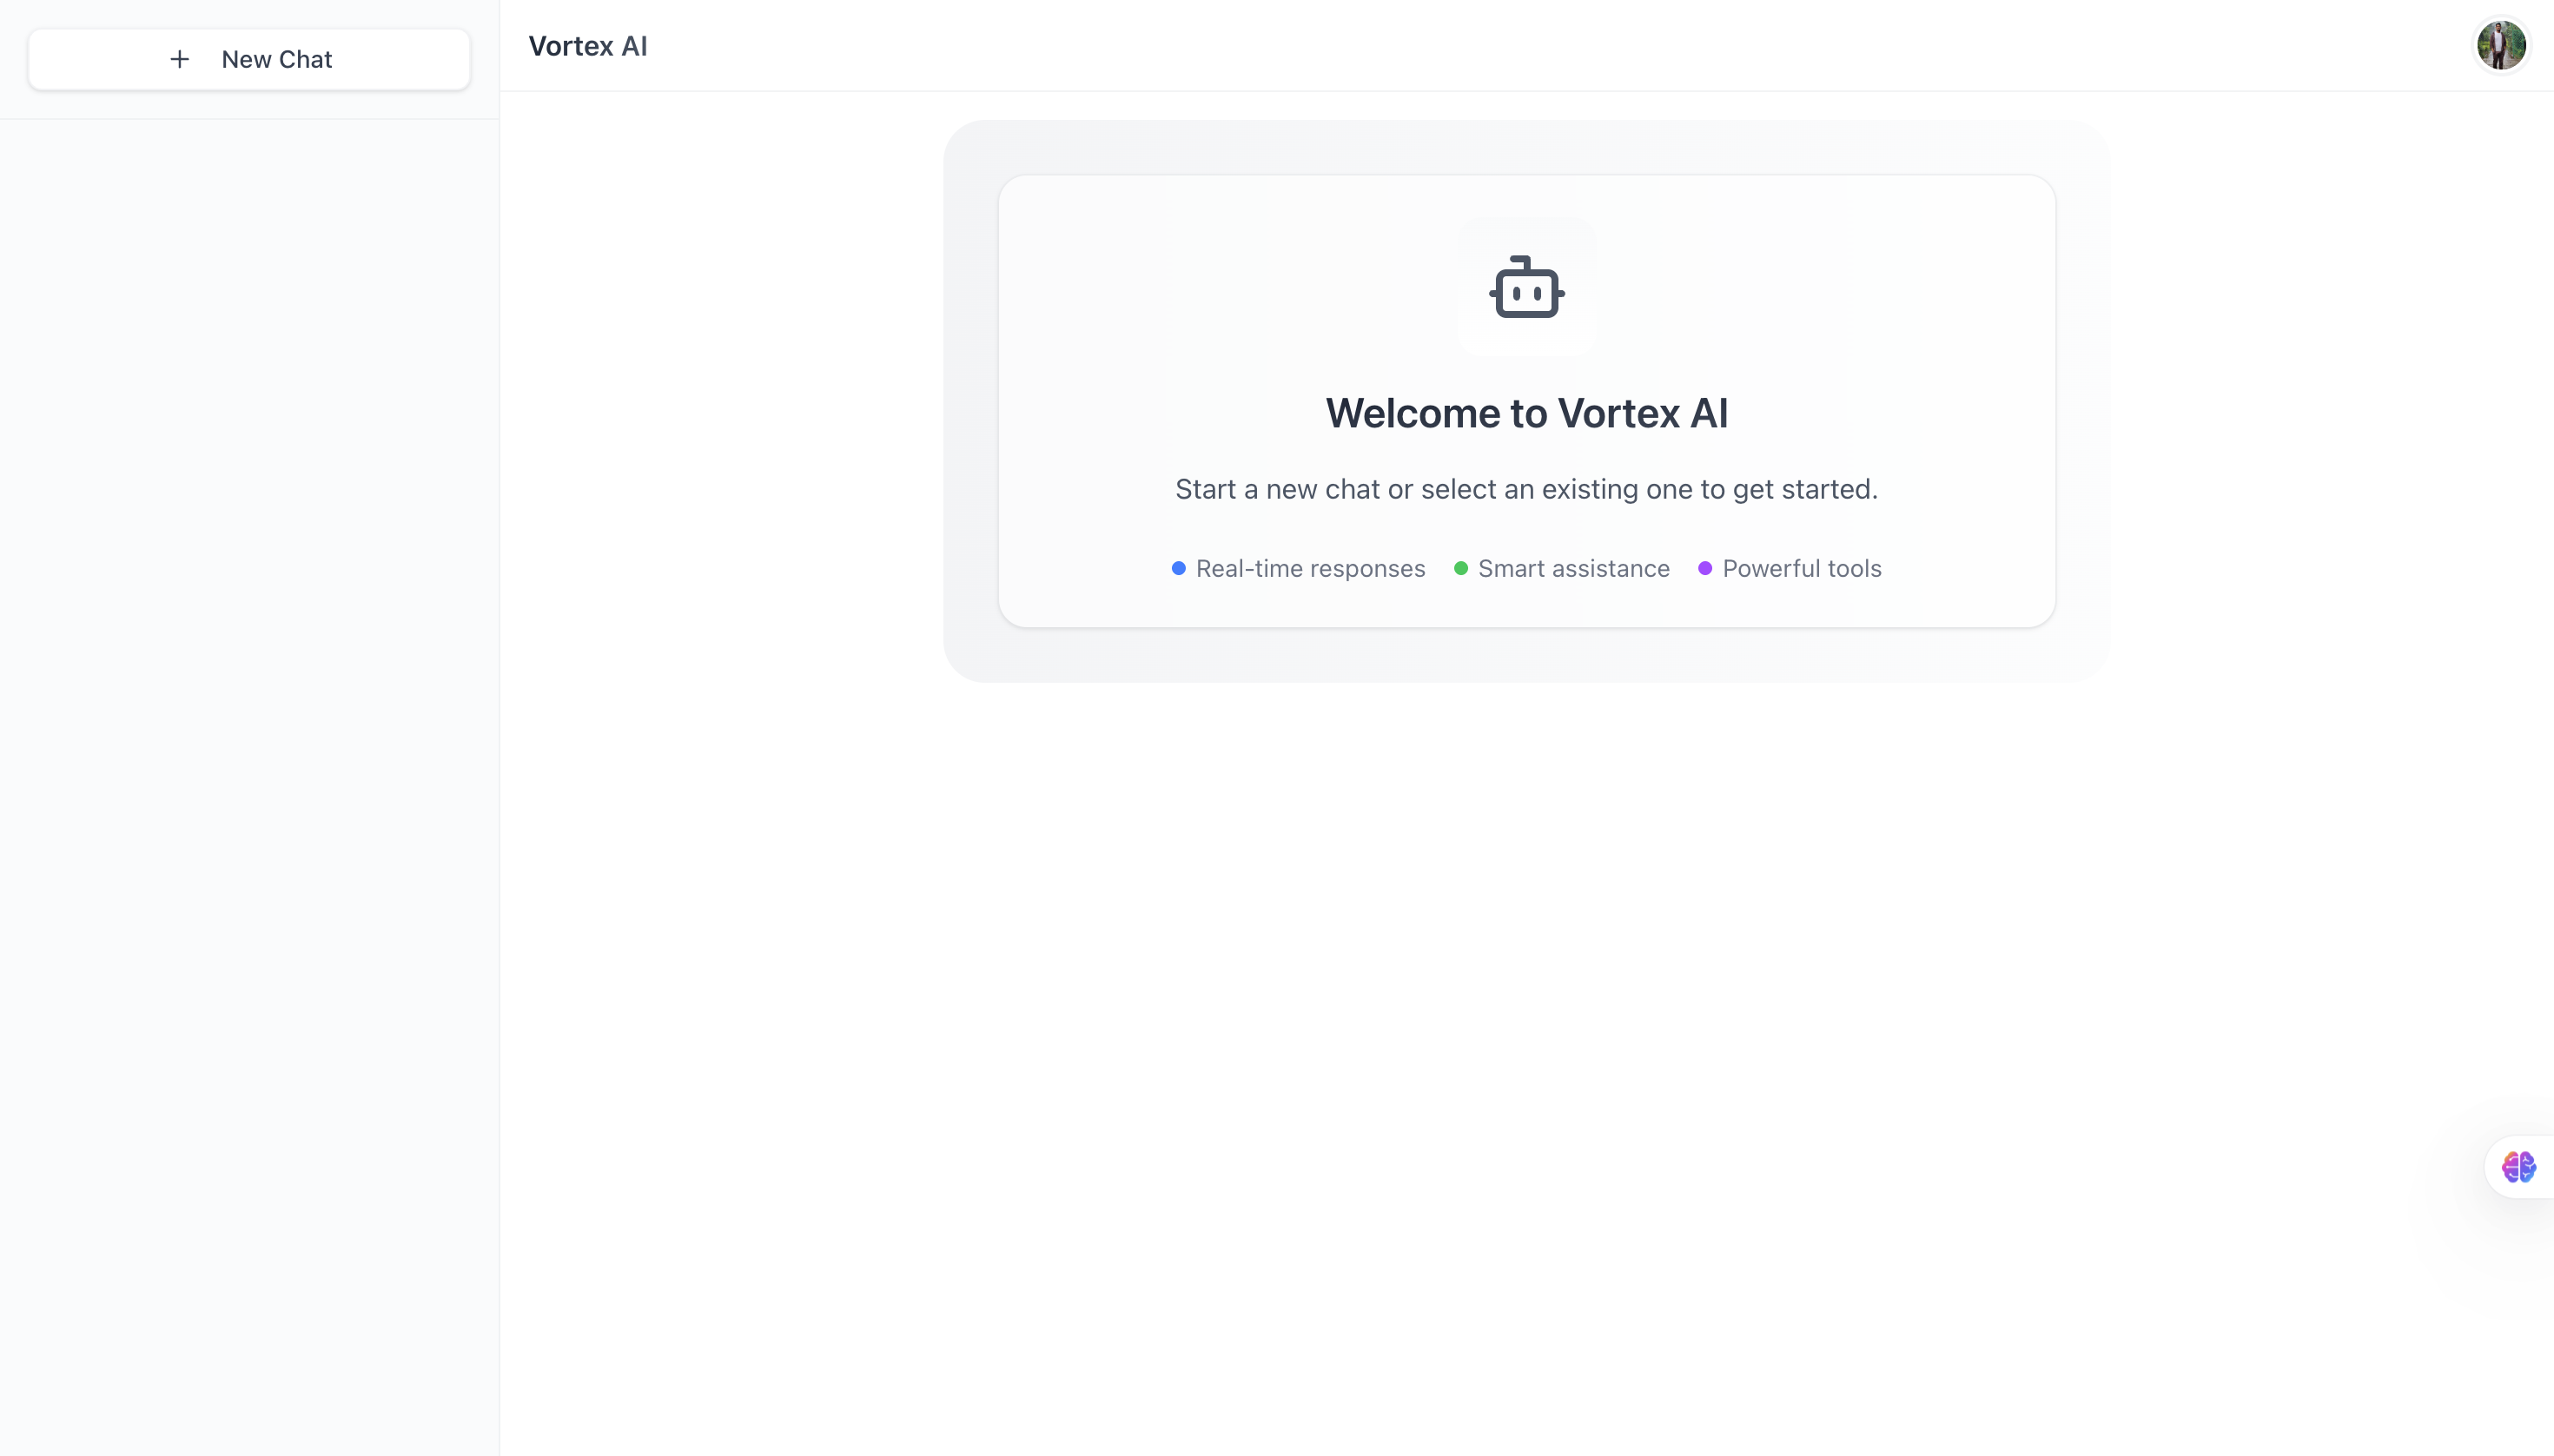 New Chat
Vortex AI
Welcome to Vortex AI
Start a new chat or select an existing one to get started.
Real-time responses
Smart assistance
Powerful tools